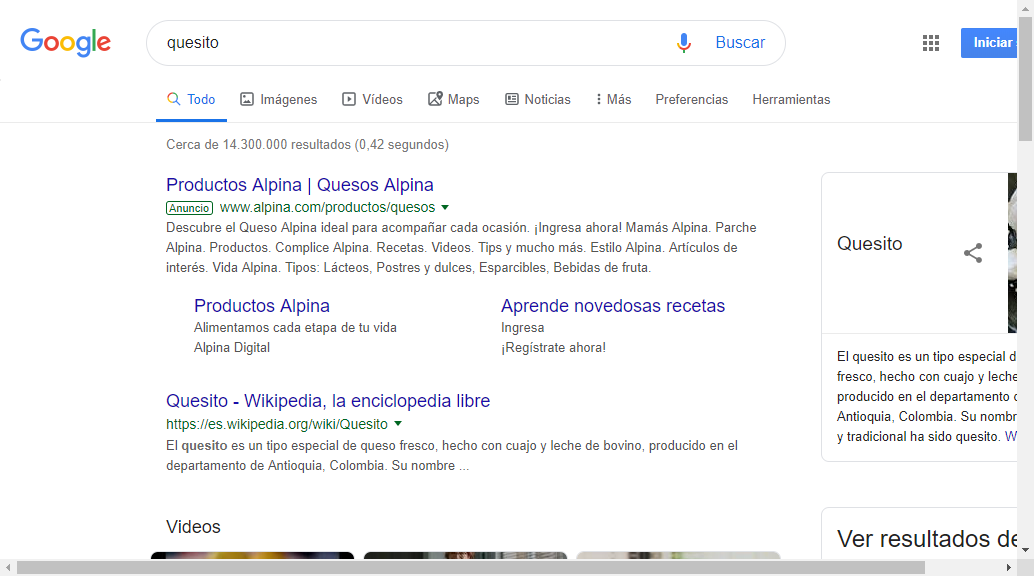 Google
quesito
Buscar
Iniciar
Todo
Imágenes
Vídeos
Maps
Noticias
Más
Preferencias
Herramientas
Cerca de 14.300.000 resultados (0,42 segundos)
Productos Alpina | Quesos Alpina
Anuncio www.alpina.com/productos/quesos
Descubre el Queso Alpina ideal para acompañar cada ocasión. ¡Ingresa ahora! Mamás Alpina. Parche
Alpina. Productos. Complice Alpina. Recetas. Videos. Tips y mucho más. Estilo Alpina. Artículos de
interés. Vida Alpina. Tipos: Lácteos, Postres y dulces, Esparcibles, Bebidas de fruta.
Productos Alpina
Alimentamos cada etapa de tu vida
Alpina Digital
Aprende novedosas recetas
Ingresa
¡Regístrate ahora!
Quesito - Wikipedia, la enciclopedia libre
https://es.wikipedia.org/wiki/Quesito
El quesito es un tipo especial de queso fresco, hecho con cuajo y leche de bovino, producido en el
departamento de Antioquia, Colombia. Su nombre ...
Videos
Quesito
El quesito es un tipo especial d
fresco, hecho con cuajo y leche
producido en el departamento
Antioquia, Colombia. Su nombr
y tradicional ha sido quesito. W
Ver resultados de